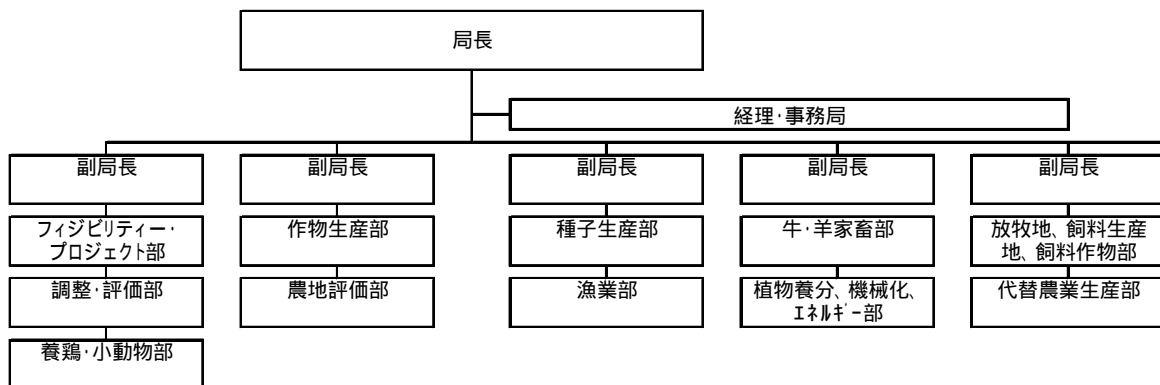 局長
経理･事務局
副局長
副局長
副局長
副局長
副局長
フィジビリティー･
プロジェクト部
作物生産部
種子生産部
牛･羊家畜部
放牧地、飼料生産
地、飼料作物部
調整･評価部
農地評価部
漁業部
植物養分、機械化、
ｴﾈﾙｷﾞｰ部
代替農業生産部
養鶏･小動物部